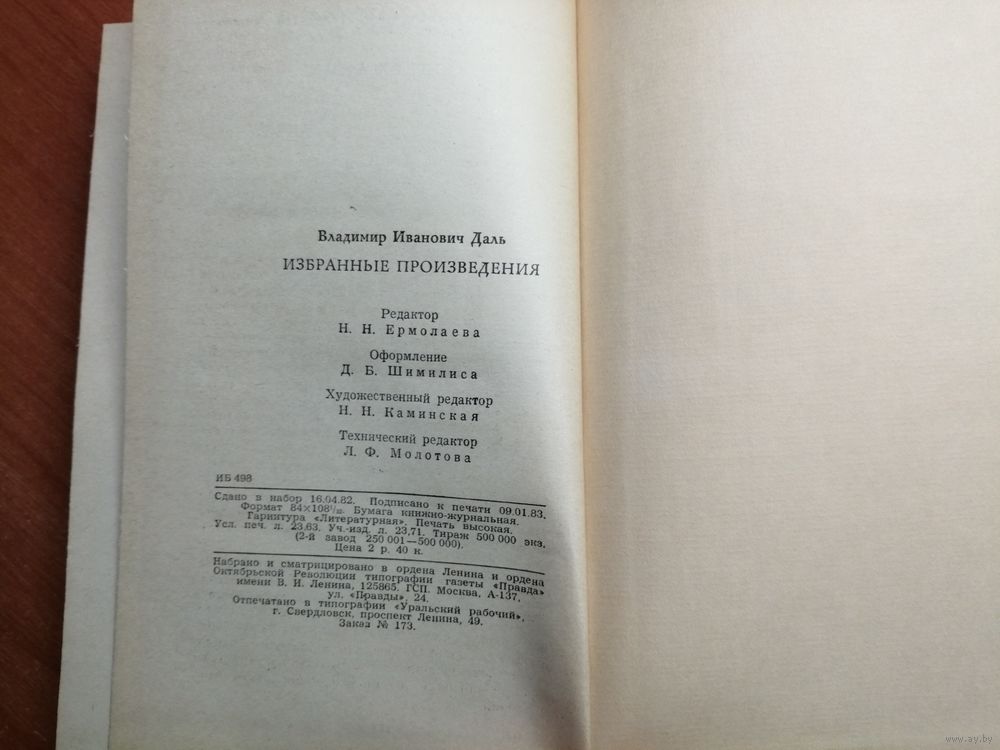 Владимир Иванович Даль
ИЗБРАННЫЕ ПРОИЗВЕДЕНИЯ
Редактор
Н. Н. Ермолаева
Оформление
Д. Б. Шимилиса
Художественный редактор
Н. Н. Каминская
Технический редактор
Л. Ф. Молотова
ИБ 498
Сдано в набор 16.04.82. Подписано к печати 09.01.83.
Формат 84×108¹/₃₂. Бумага книжно-журнальная.
Гарнитура «Литературная». Печать высокая.
Усл. печ. л. 23,63. Уч.-изд. л. 23,71. Тираж 500 000 экз.
(2-й завод 250 001—500 000).
Цена 2 р. 40 к.
Набрано и сматрицировано в ордена Ленина и ордена
Октябрьской Революции типографии газеты «Правда»
имени В. И. Ленина, 125865. ГСП. Москва, А-137,
ул. «Правды», 24.
Отпечатано в типографии «Уральский рабочий»,
г. Свердловск, проспект Ленина, 49.
Заказ № 173.
www.ay.by